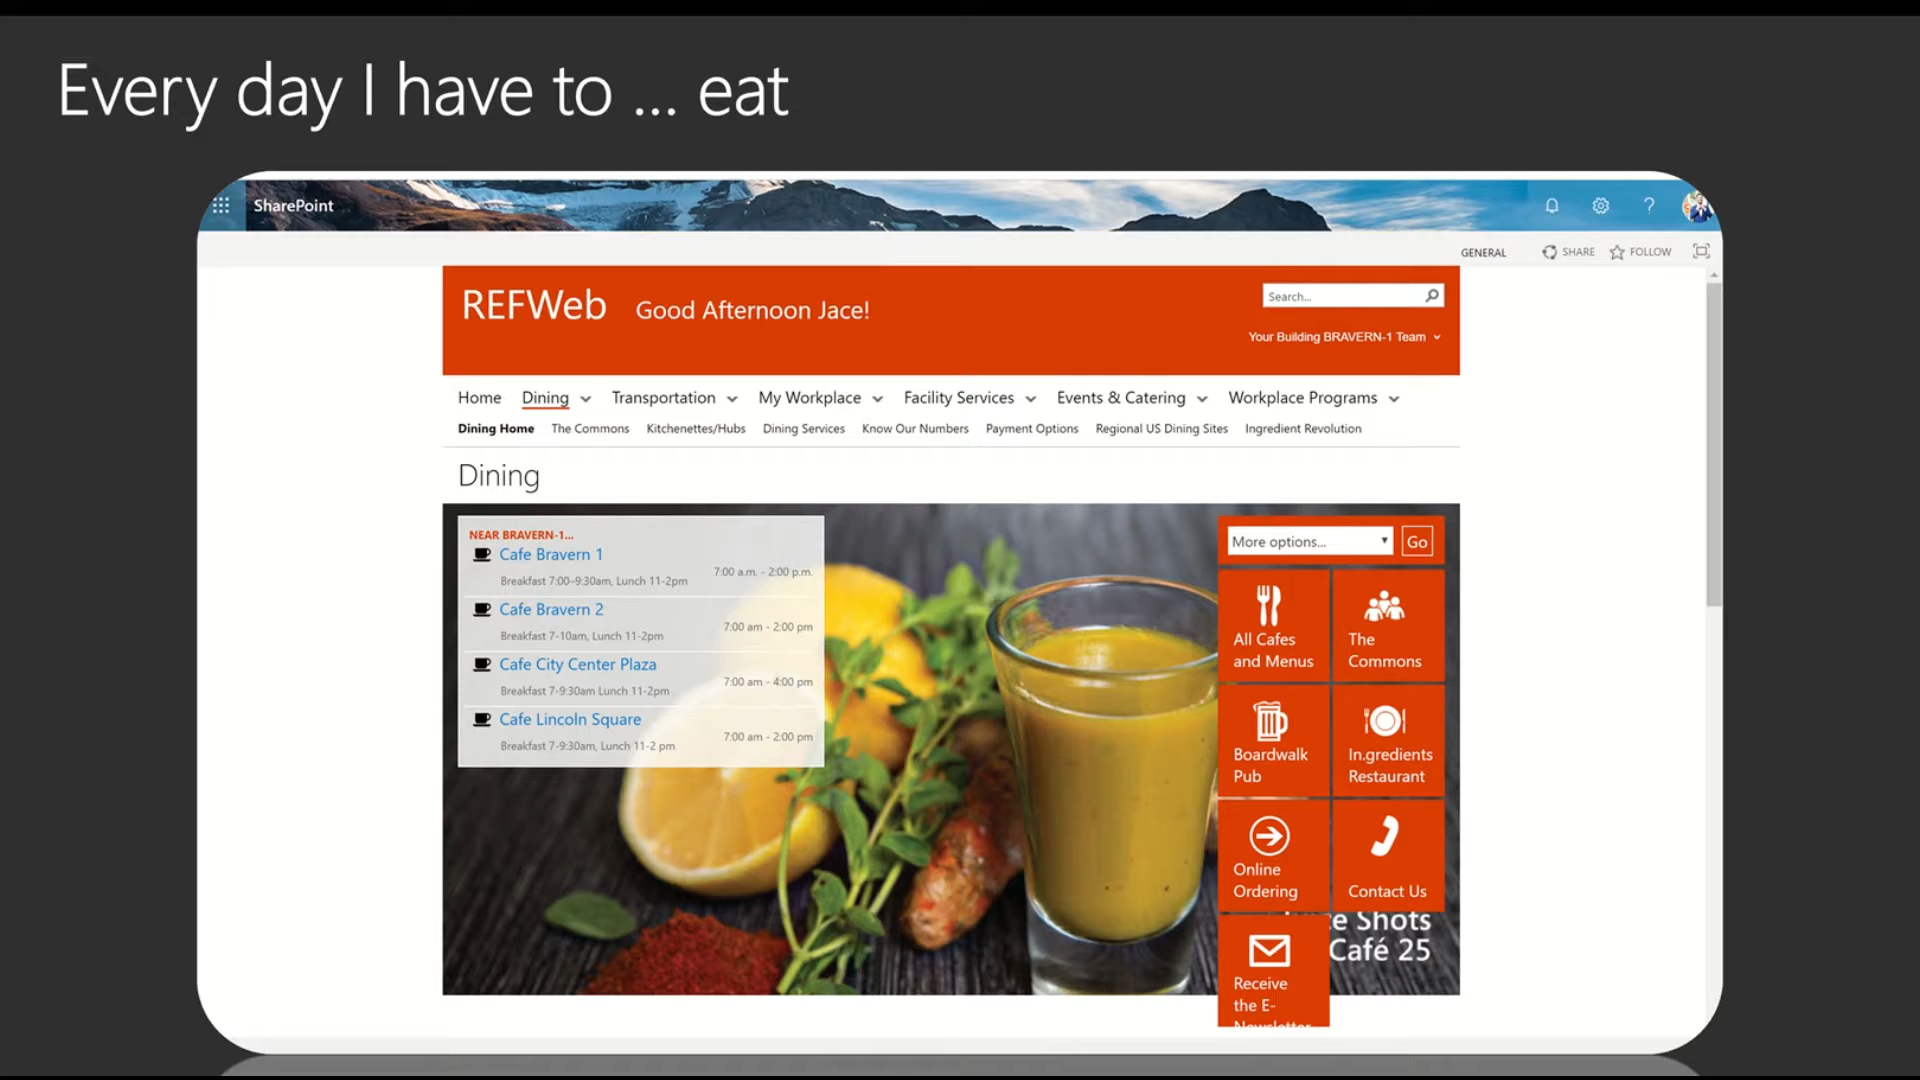 Every day I have to ... eat
SharePoint
?
GENERAL SHARE FOLLOW
REFWeb Good Afternoon Jace!
Search...
Your Building BRAVERN-1 Team
Home Dining Transportation My Workplace Facility Services Events & Catering Workplace Programs
Dining Home The Commons Kitchenettes/Hubs Dining Services Know Our Numbers Payment Options Regional US Dining Sites Ingredient Revolution
Dining
NEAR BRAVERN-1...
Cafe Bravern 1
7:00 a.m. - 2:00 p.m.
Breakfast 7:00-9:30am, Lunch 11-2pm
Cafe Bravern 2
7:00 am - 2:00 pm
Breakfast 7-10am, Lunch 11-2pm
Cafe City Center Plaza
7:00 am - 4:00 pm
Breakfast 7-9:30am Lunch 11-2pm
Cafe Lincoln Square
7:00 am - 2:00 pm
Breakfast 7-9:30am, Lunch 11-2 pm
More options... Go
All Cafes
and Menus
The
Commons
Boardwalk
Pub
In.gredients
Restaurant
Online
Ordering
Contact Us
Shots
Café 25
Receive
the E-
Newsletter